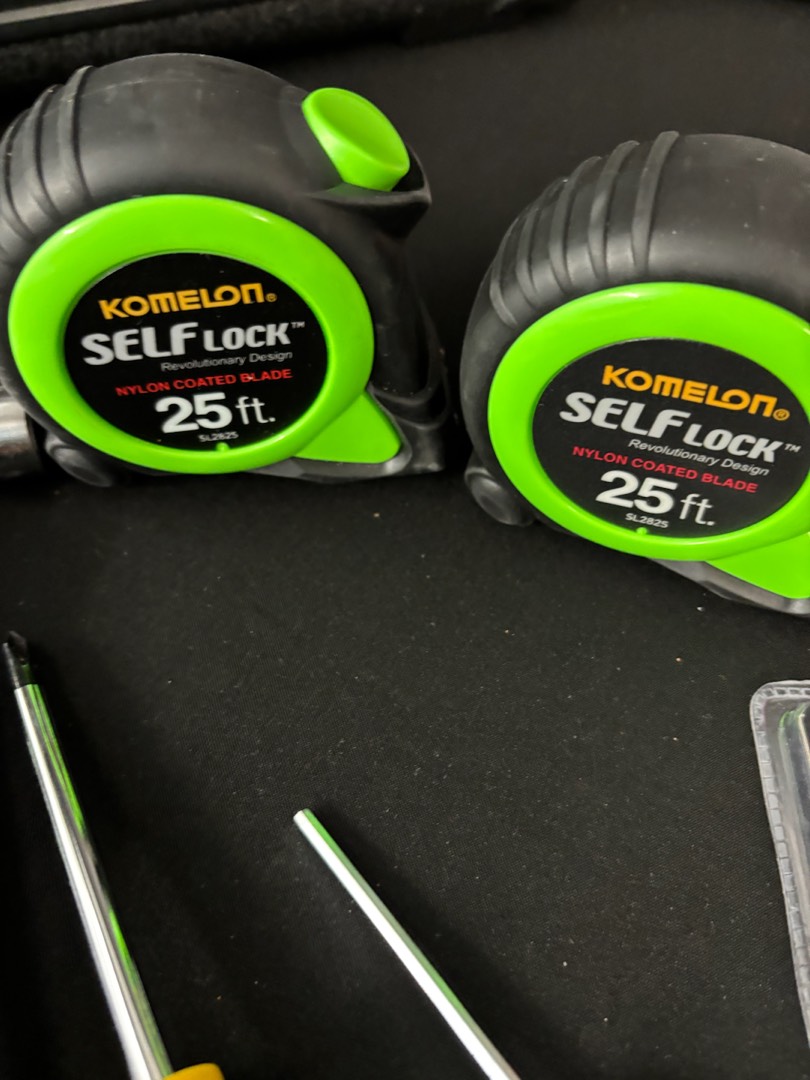 KOMELON®
SELF LOCK™
Revolutionary Design
NYLON COATED BLADE
25 ft.
SL2825
KOMELON®
SELF LOCK™
Revolutionary Design
NYLON COATED BLADE
25 ft.
SL2825